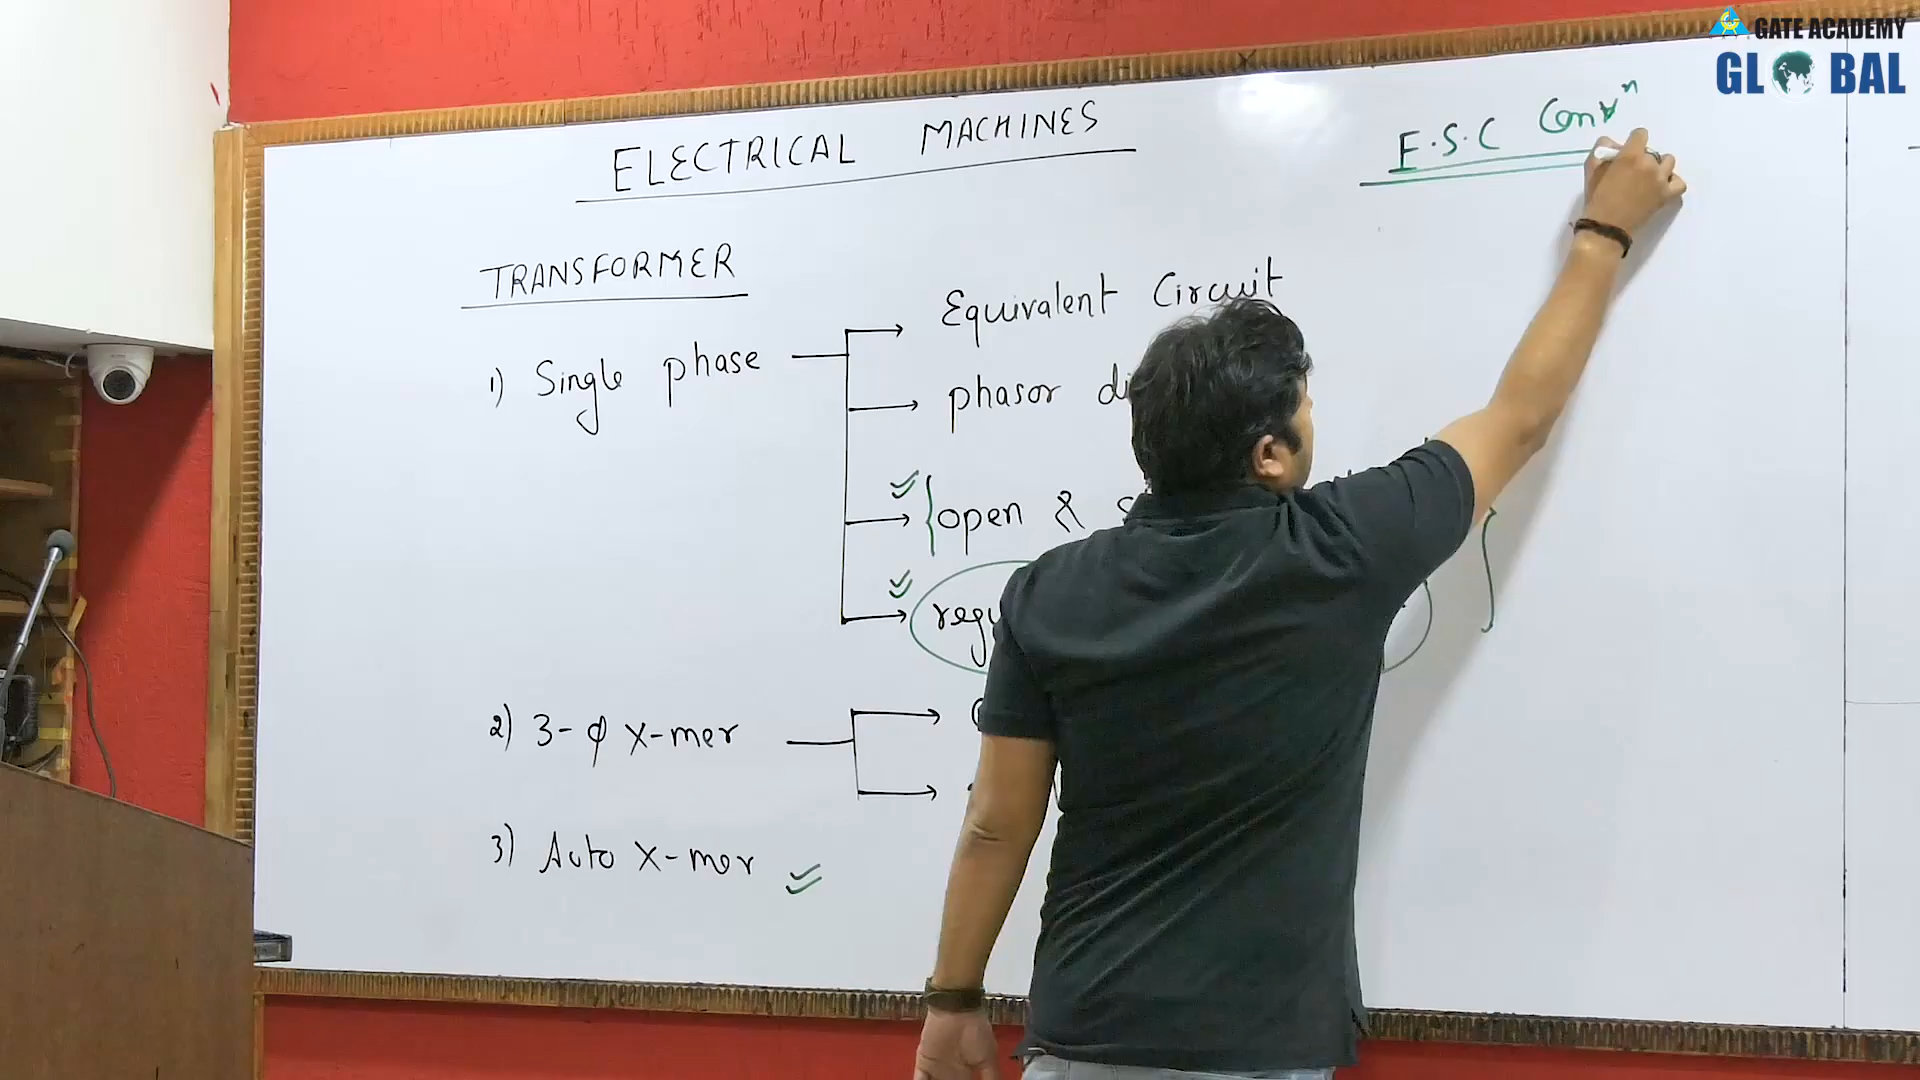 GATE ACADEMY
GLOBAL
ELECTRICAL MACHINES
E.S.C Convⁿ
TRANSFORMER
1) Single phase
Equivalent Circuit
phasor
open &
2) 3-φ X-mer
3) Auto X-mer